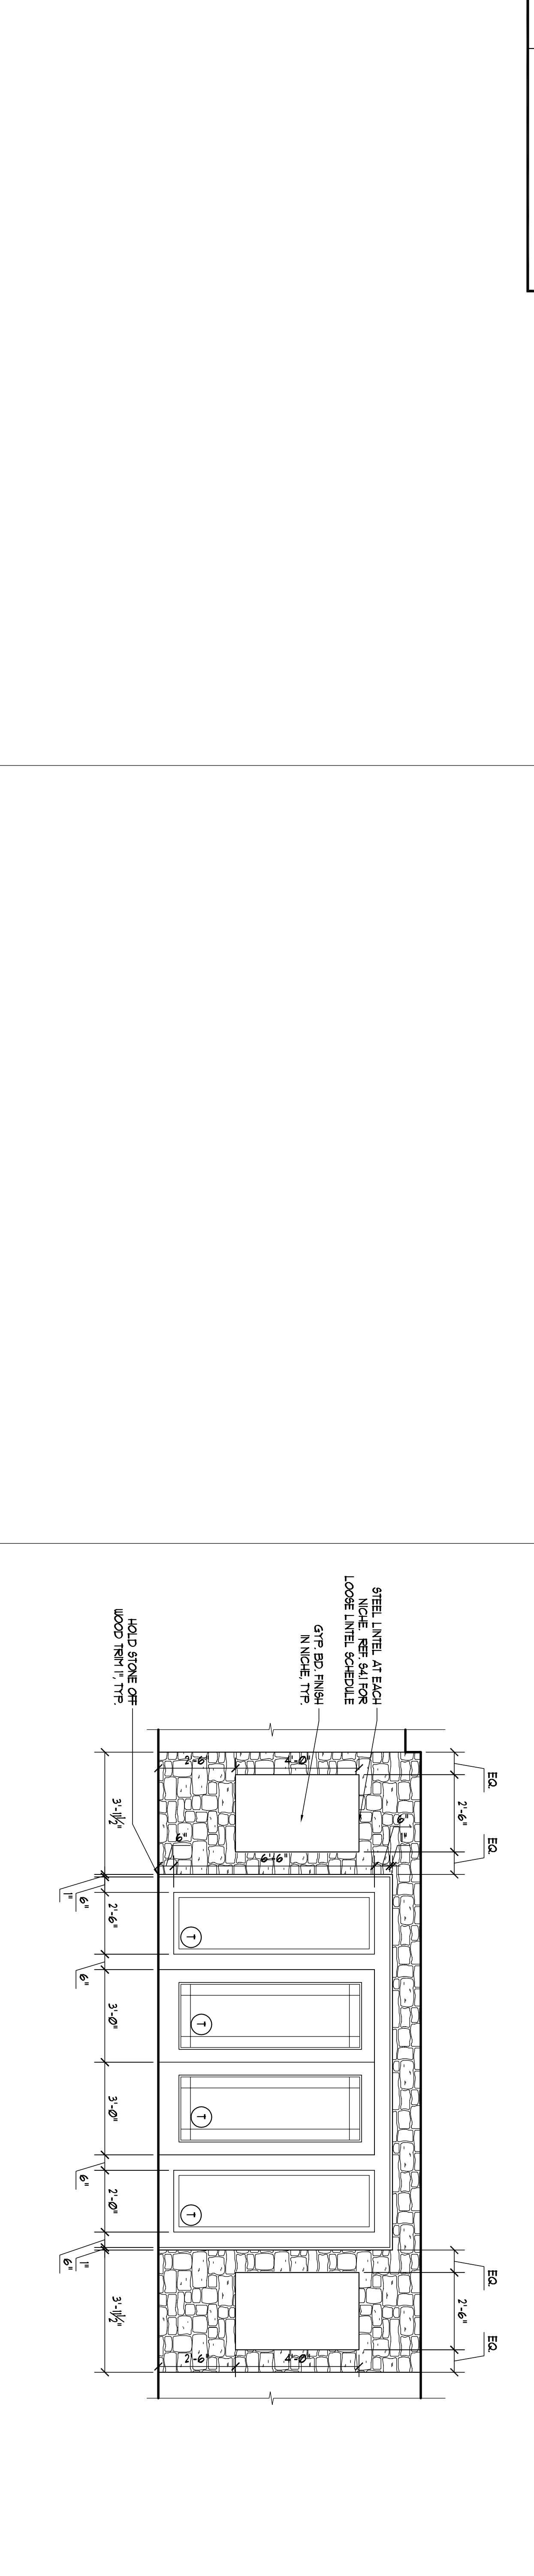 EQ.
EQ.
EQ.
EQ.
2'-6"
2'-6"
STEEL LINTEL AT EACH
NICHE. REF. S4.1 FOR
LOOSE LINTEL SCHEDULE
1"
6"
GYP. BD. FINISH
IN NICHE, TYP.
4'-0"
6'-6"
4'-0"
T
T
T
T
2'-6"
6"
2'-6"
HOLD STONE OFF
WOOD TRIM 1", TYP.
3'-11 1/2"
2'-6"
3'-0"
3'-0"
2'-0"
3'-11 1/2"
6"
6"
6"
1"
1"
6"